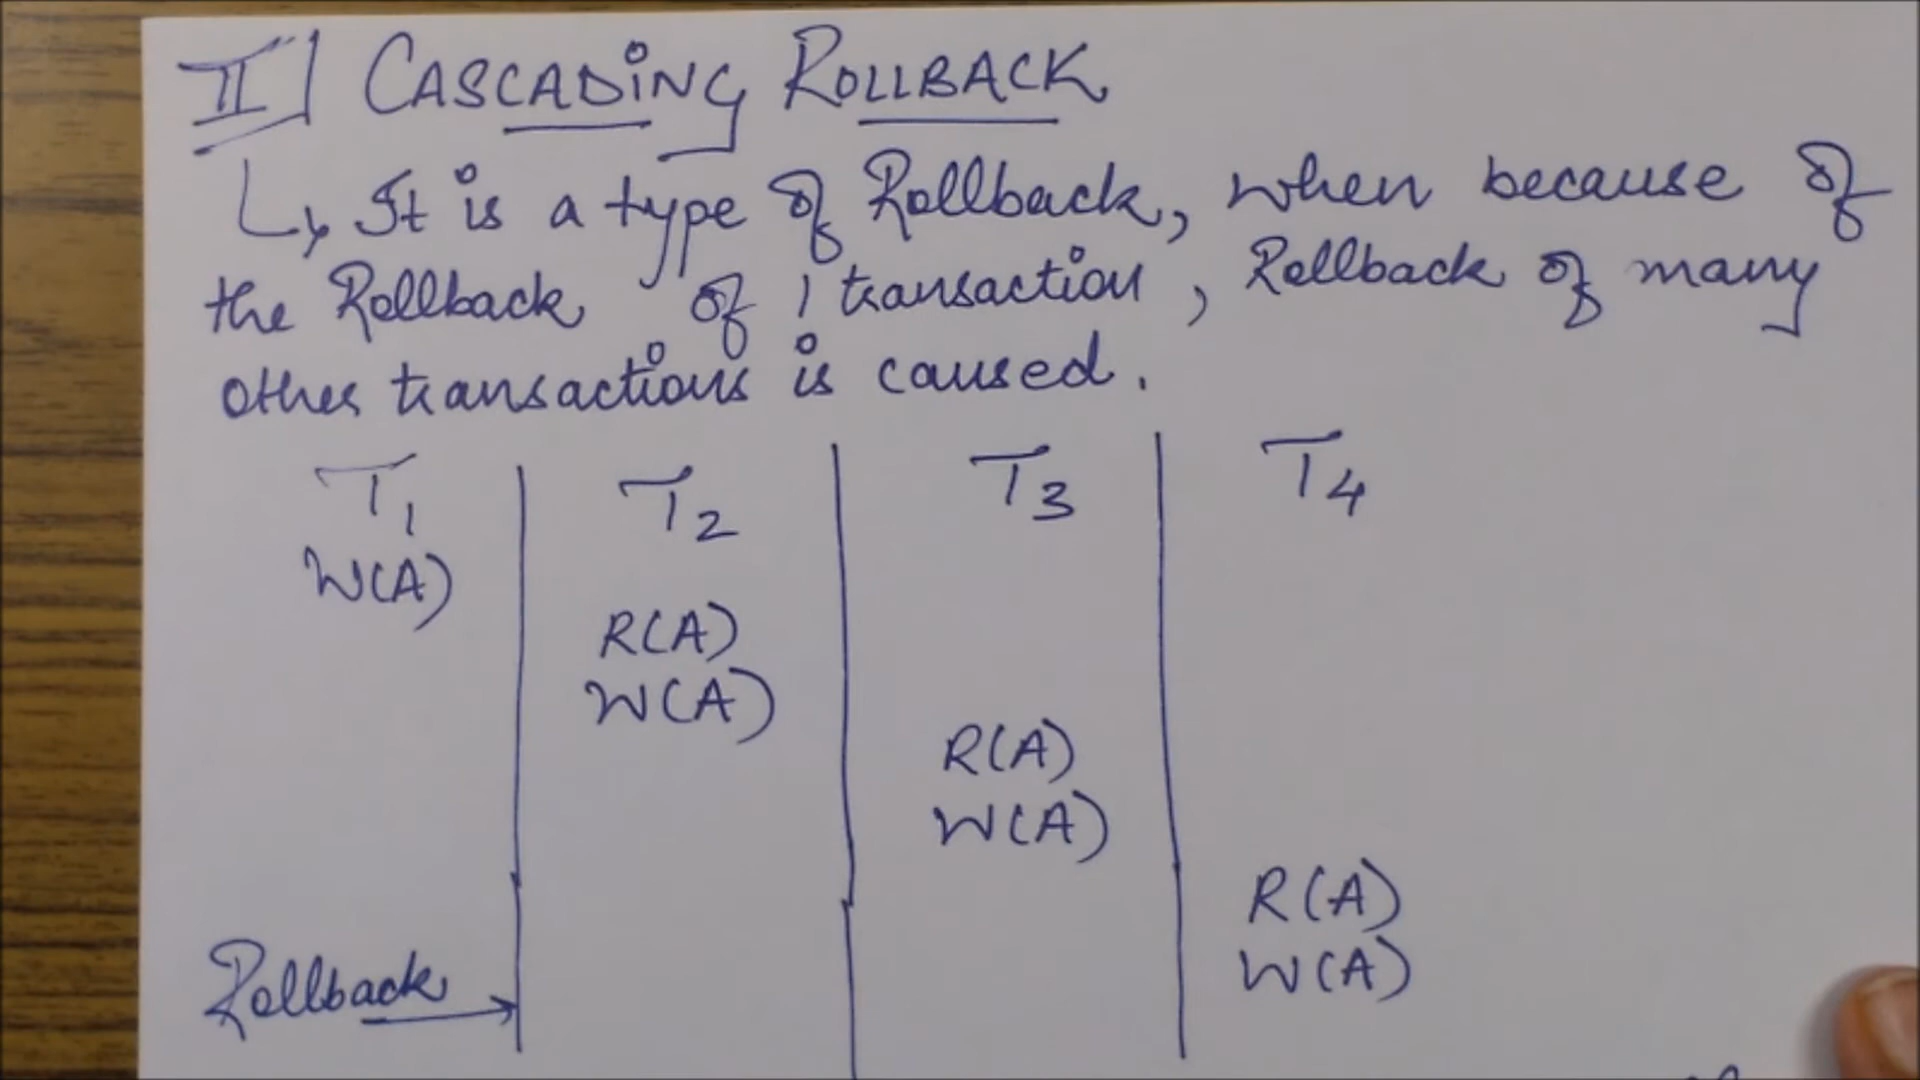 II] CASCADING ROLLBACK
↳ It is a type of Rollback, when because of
the Rollback of 1 transaction, Rollback of many
other transactions is caused.
T1 T2 T3 T4
W(A)
R(A)
W(A)
R(A)
W(A)
R(A)
W(A)
Rollback →